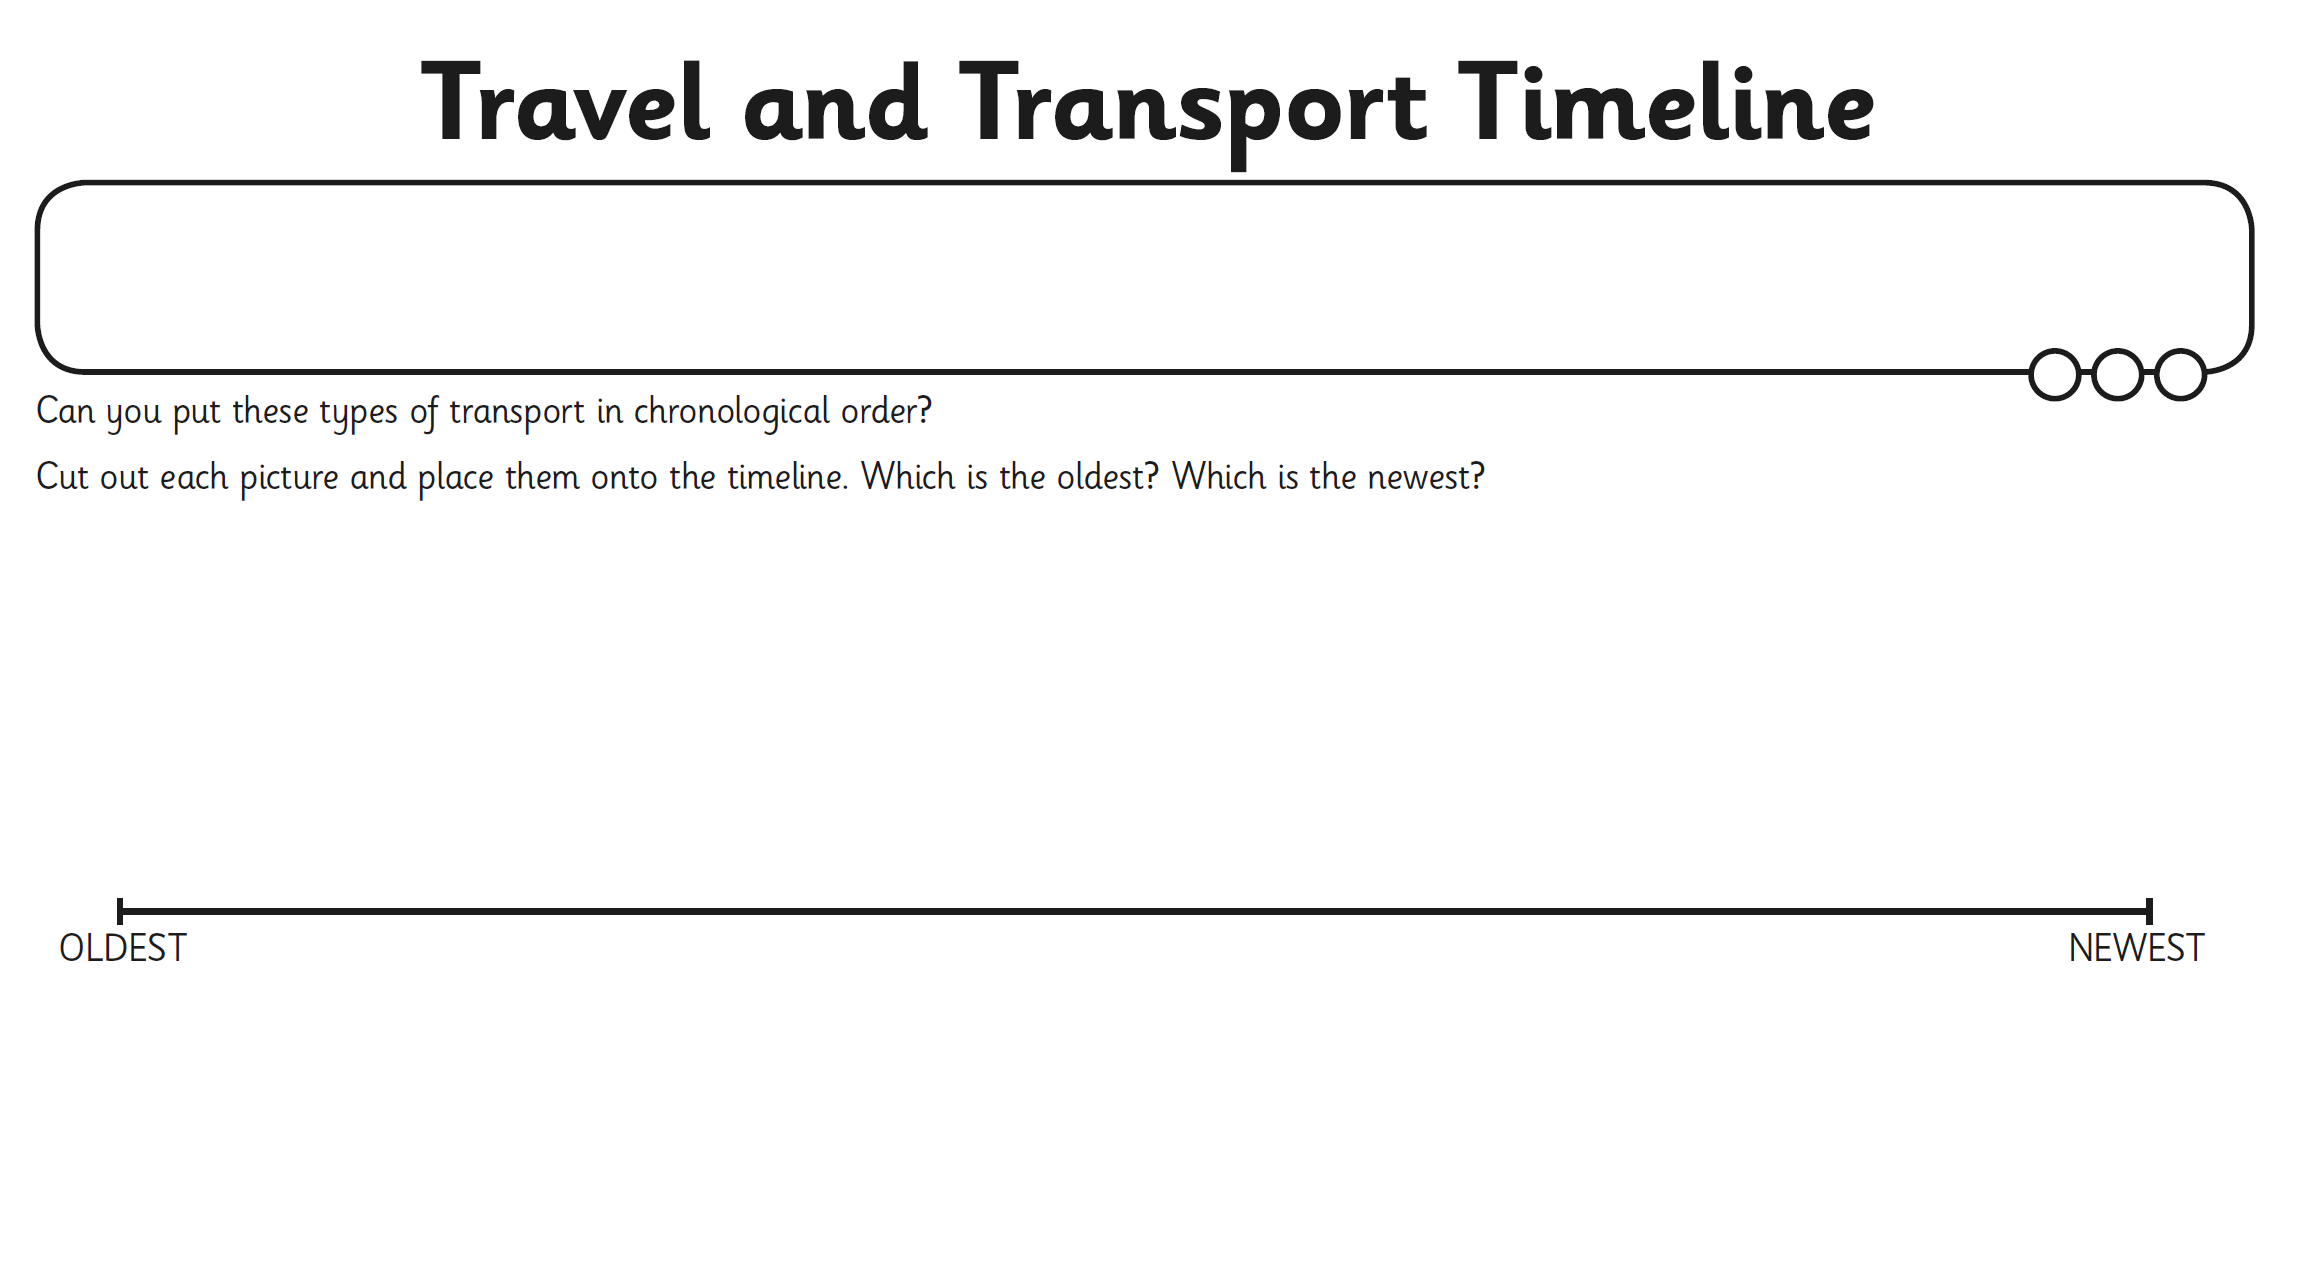 Travel and Transport Timeline
Can you put these types of transport in chronological order?
Cut out each picture and place them onto the timeline. Which is the oldest? Which is the newest?
OLDEST
NEWEST